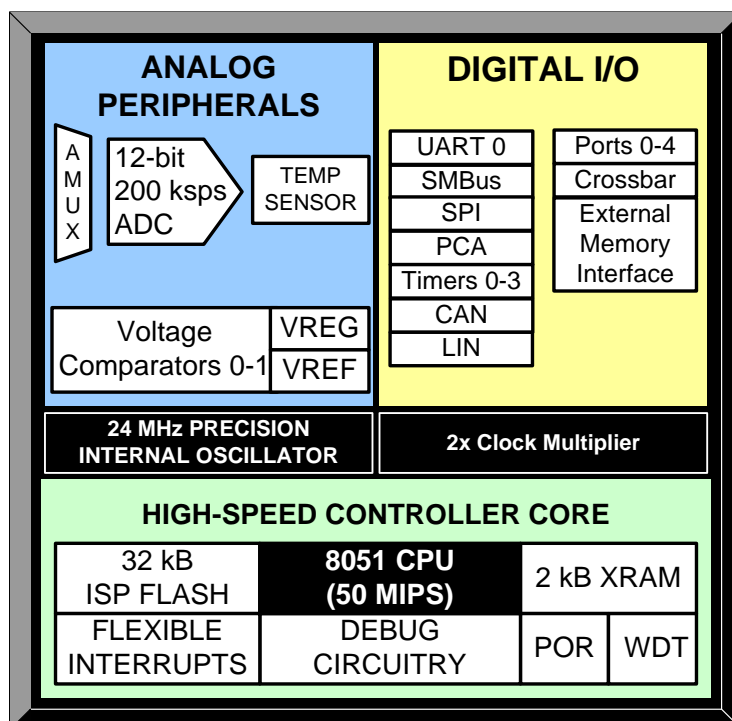 ANALOG
PERIPHERALS
A
M
U
X
12-bit
200 ksps
ADC
TEMP
SENSOR
Voltage
Comparators 0-1
VREG
VREF
DIGITAL I/O
UART 0
SMBus
SPI
PCA
Timers 0-3
CAN
LIN
Ports 0-4
Crossbar
External
Memory
Interface
24 MHz PRECISION
INTERNAL OSCILLATOR
2x Clock Multiplier
HIGH-SPEED CONTROLLER CORE
32 kB
ISP FLASH
8051 CPU
(50 MIPS)
2 kB XRAM
FLEXIBLE
INTERRUPTS
DEBUG
CIRCUITRY
POR
WDT